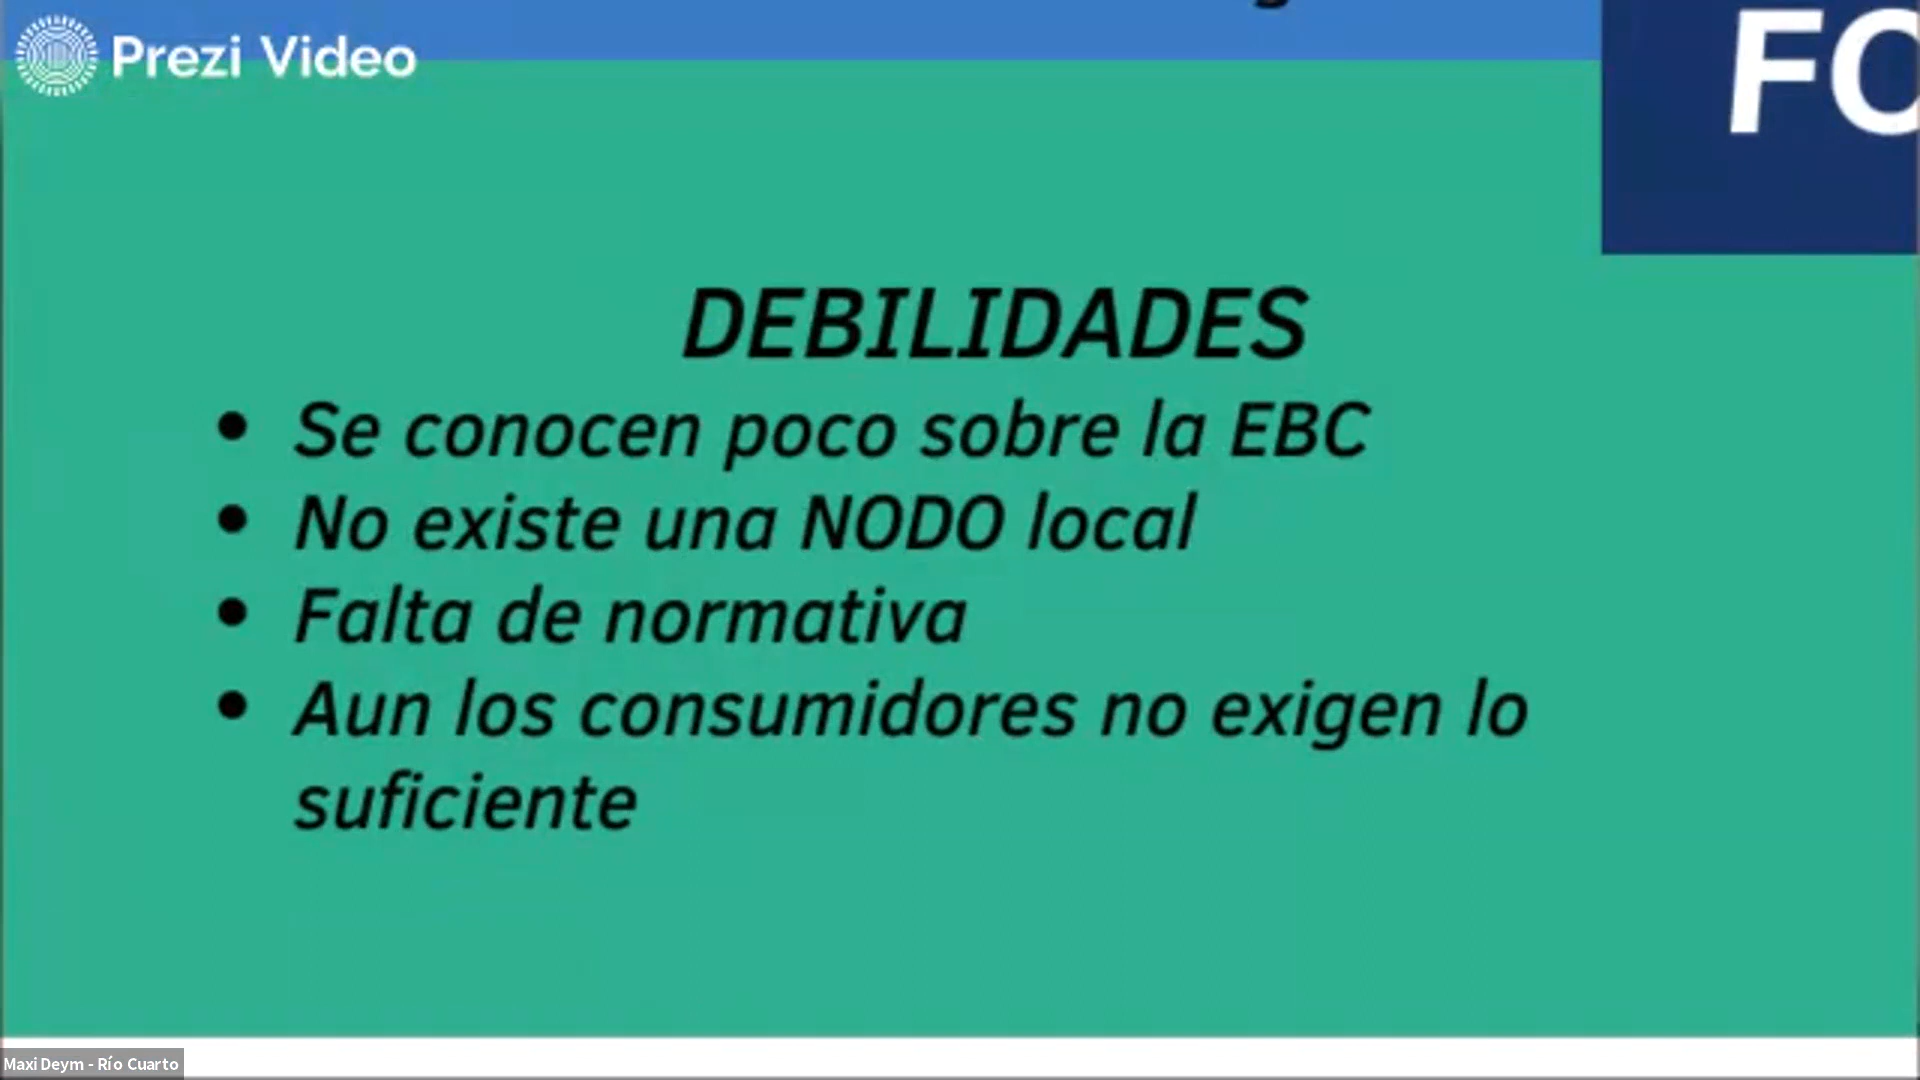 Prezi Video
FO
DEBILIDADES
• Se conocen poco sobre la EBC
• No existe una NODO local
• Falta de normativa
• Aun los consumidores no exigen lo
suficiente
Maxi Deym - Río Cuarto